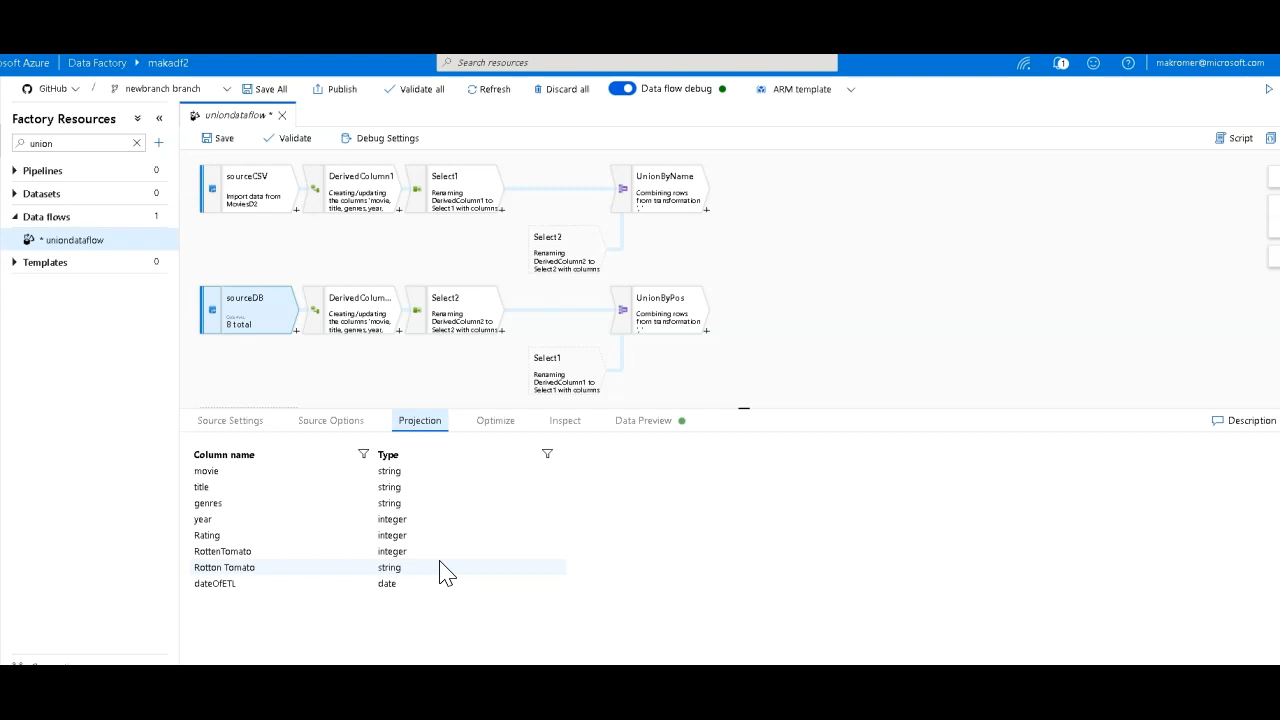 osoft Azure
Data Factory
makadf2
Search resources
1
makromer@microsoft.com
GitHub
/
newbranch branch
Save All
Publish
Validate all
Refresh
Discard all
Data flow debug
ARM template
Factory Resources
union
Pipelines 0
Datasets 0
Data flows 1
* uniondataflow
Templates 0
uniondataflow *
Save
Validate
Debug Settings
Script
sourceCSV
Import data from
MoviesD2
DerivedColumn1
Creating/updating
the columns 'movie,
title, genres, year,
Select1
Renaming
DerivedColumn1 to
Select1 with columns
UnionByName
Combining rows
from transformation
Select2
Renaming
DerivedColumn2 to
Select2 with columns
sourceDB
Columns:
8 total
DerivedColum...
Creating/updating
the columns 'movie,
title, genres, year,
Select2
Renaming
DerivedColumn2 to
Select2 with columns
UnionByPos
Combining rows
from transformation
Select1
Renaming
DerivedColumn1 to
Select1 with columns
Source Settings
Source Options
Projection
Optimize
Inspect
Data Preview
Description
Column name Type
movie string
title string
genres string
year integer
Rating integer
RottenTomato integer
Rotton Tomato string
dateOfETL date